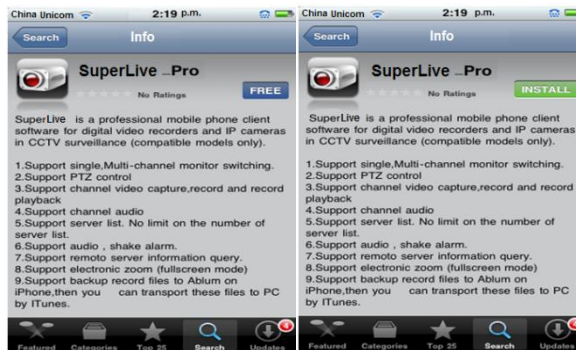 China Unicom 2:19 p.m.
Search Info
SuperLive _Pro
No Ratings FREE
SuperLive is a professional mobile phone client
software for digital video recorders and IP cameras
in CCTV surveillance (compatible models only).
1.Support single,Multi-channel monitor switching.
2.Support PTZ control
3.Support channel video capture,record and record
playback
4.Support channel audio
5.Support server list. No limit on the number of
server list.
6.Support audio , shake alarm.
7.Support remoto server information query.
8.Support electronic zoom (fullscreen mode)
9.Support backup record files to Ablum on
iPhone,then you can transport these files to PC
by ITunes.
Featured Categories Top 25 Search Updates
China Unicom 2:19 p.m.
Search Info
SuperLive _Pro
No Ratings INSTALL
SuperLive is a professional mobile phone client
software for digital video recorders and IP cameras
in CCTV surveillance (compatible models only).
1.Support single,Multi-channel monitor switching.
2.Support PTZ control
3.Support channel video capture,record and record
playback
4.Support channel audio
5.Support server list. No limit on the number of
server list.
6.Support audio , shake alarm.
7.Support remoto server information query.
8.Support electronic zoom (fullscreen mode)
9.Support backup record files to Ablum on
iPhone,then you can transport these files to PC
by ITunes.
Featured Categories Top 25 Search Updates